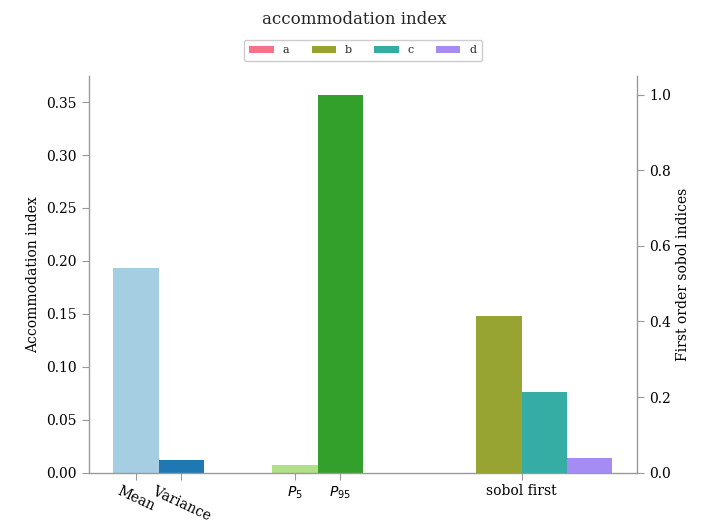 accommodation index
a b c d
0.35
0.30
0.25
0.20
0.15
0.10
0.05
0.00
Accommodation index
1.0
0.8
0.6
0.4
0.2
0.0
First order sobol indices
Mean Variance P5 P95 sobol first